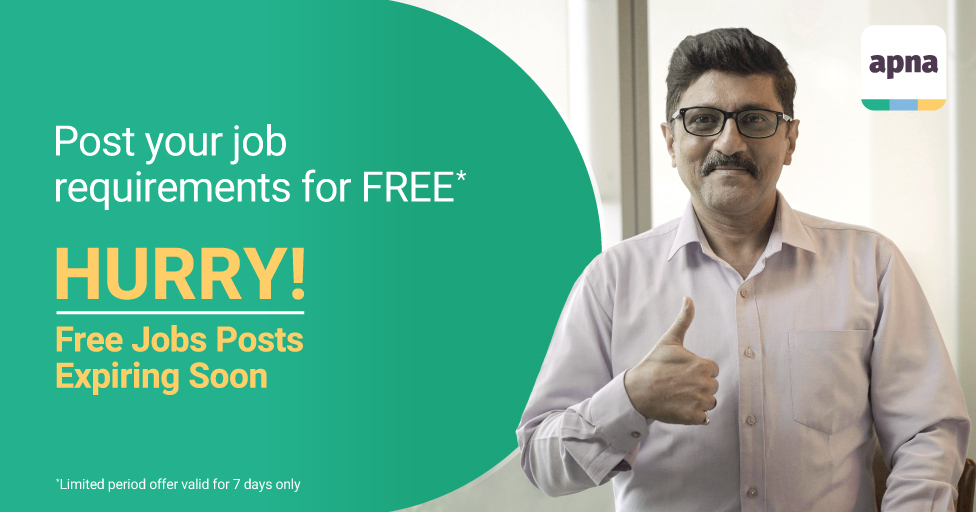 Post your job
requirements for FREE*
HURRY!
Free Jobs Posts
Expiring Soon
*Limited period offer valid for 7 days only
apna